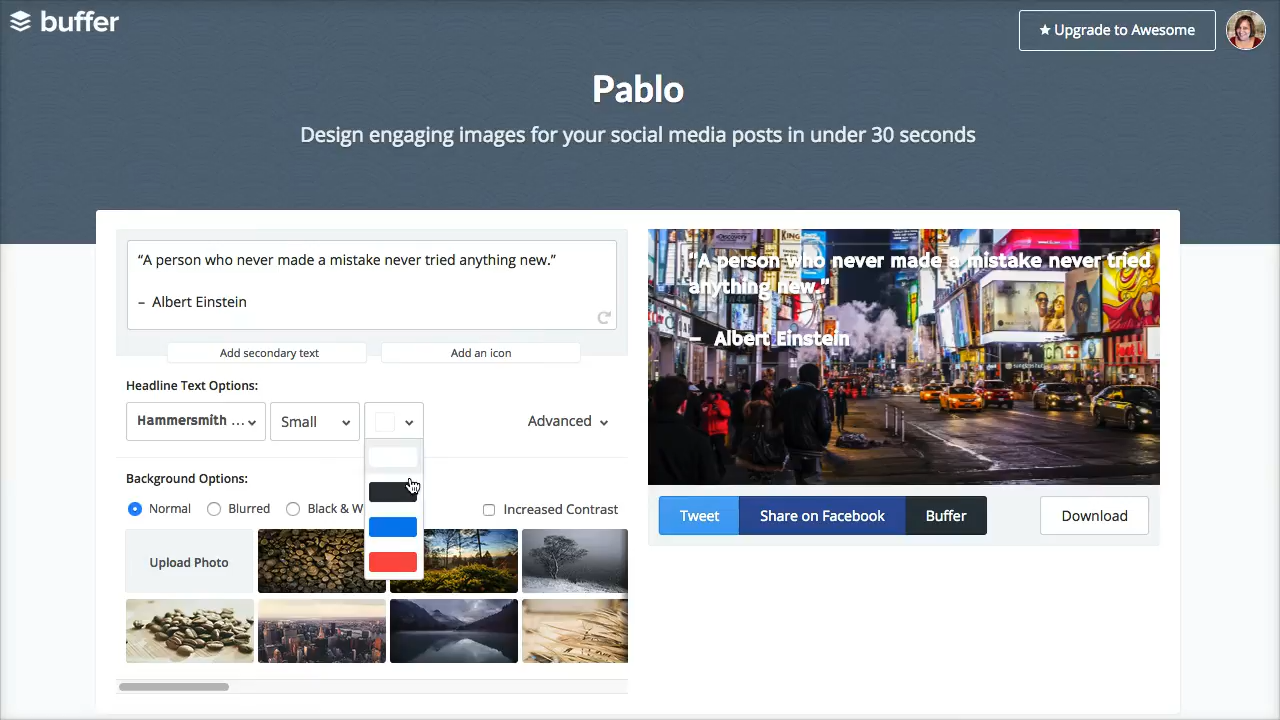 buffer
★ Upgrade to Awesome
Pablo
Design engaging images for your social media posts in under 30 seconds
“A person who never made a mistake never tried anything new.”
– Albert Einstein
Add secondary text
Add an icon
Headline Text Options:
Hammersmith ...
Small
Advanced
Background Options:
Normal
Blurred
Black & W
Increased Contrast
Upload Photo
“A person who never made a mistake never tried
anything new.”
– Albert Einstein
Tweet
Share on Facebook
Buffer
Download